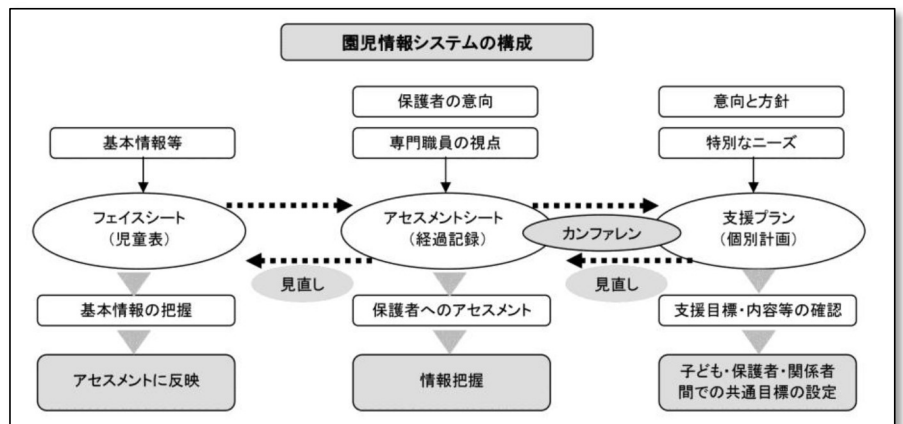 園児情報システムの構成
保護者の意向
意向と方針
基本情報等
専門職員の視点
特別なニーズ
フェイスシート
（児童表）
アセスメントシート
（経過記録）
カンファレン
支援プラン
（個別計画）
見直し
見直し
基本情報の把握
保護者へのアセスメント
支援目標・内容等の確認
アセスメントに反映
情報把握
子ども・保護者・関係者
間での共通目標の設定